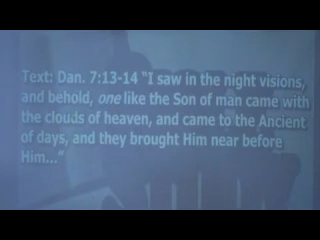 Text: Dan. 7:13-14 “I saw in the night visions,
and behold, one like the Son of man came with
the clouds of heaven, and came to the Ancient
of days, and they brought Him near before
Him…“